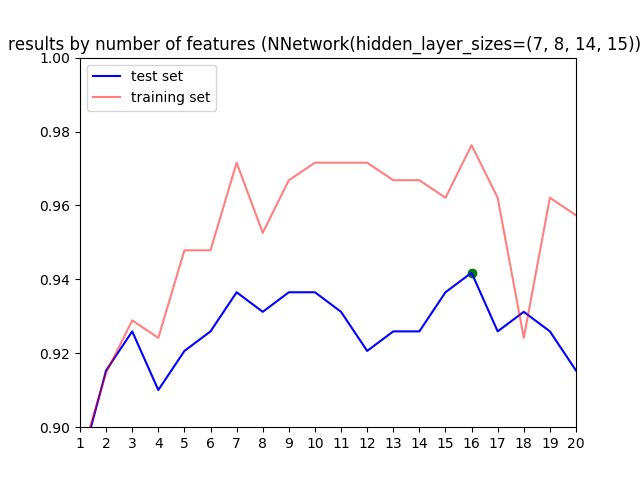 results by number of features (NNetwork(hidden_layer_sizes=(7, 8, 14, 15))
1.00
test set
training set
0.98
0.96
0.94
0.92
0.90
1 2 3 4 5 6 7 8 9 10 11 12 13 14 15 16 17 18 19 20